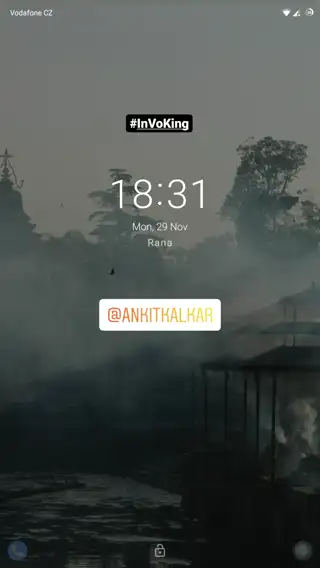 Vodafone CZ
#InVoKing
18:31
Mon, 29 Nov
Rana
@ANKITKALKAR